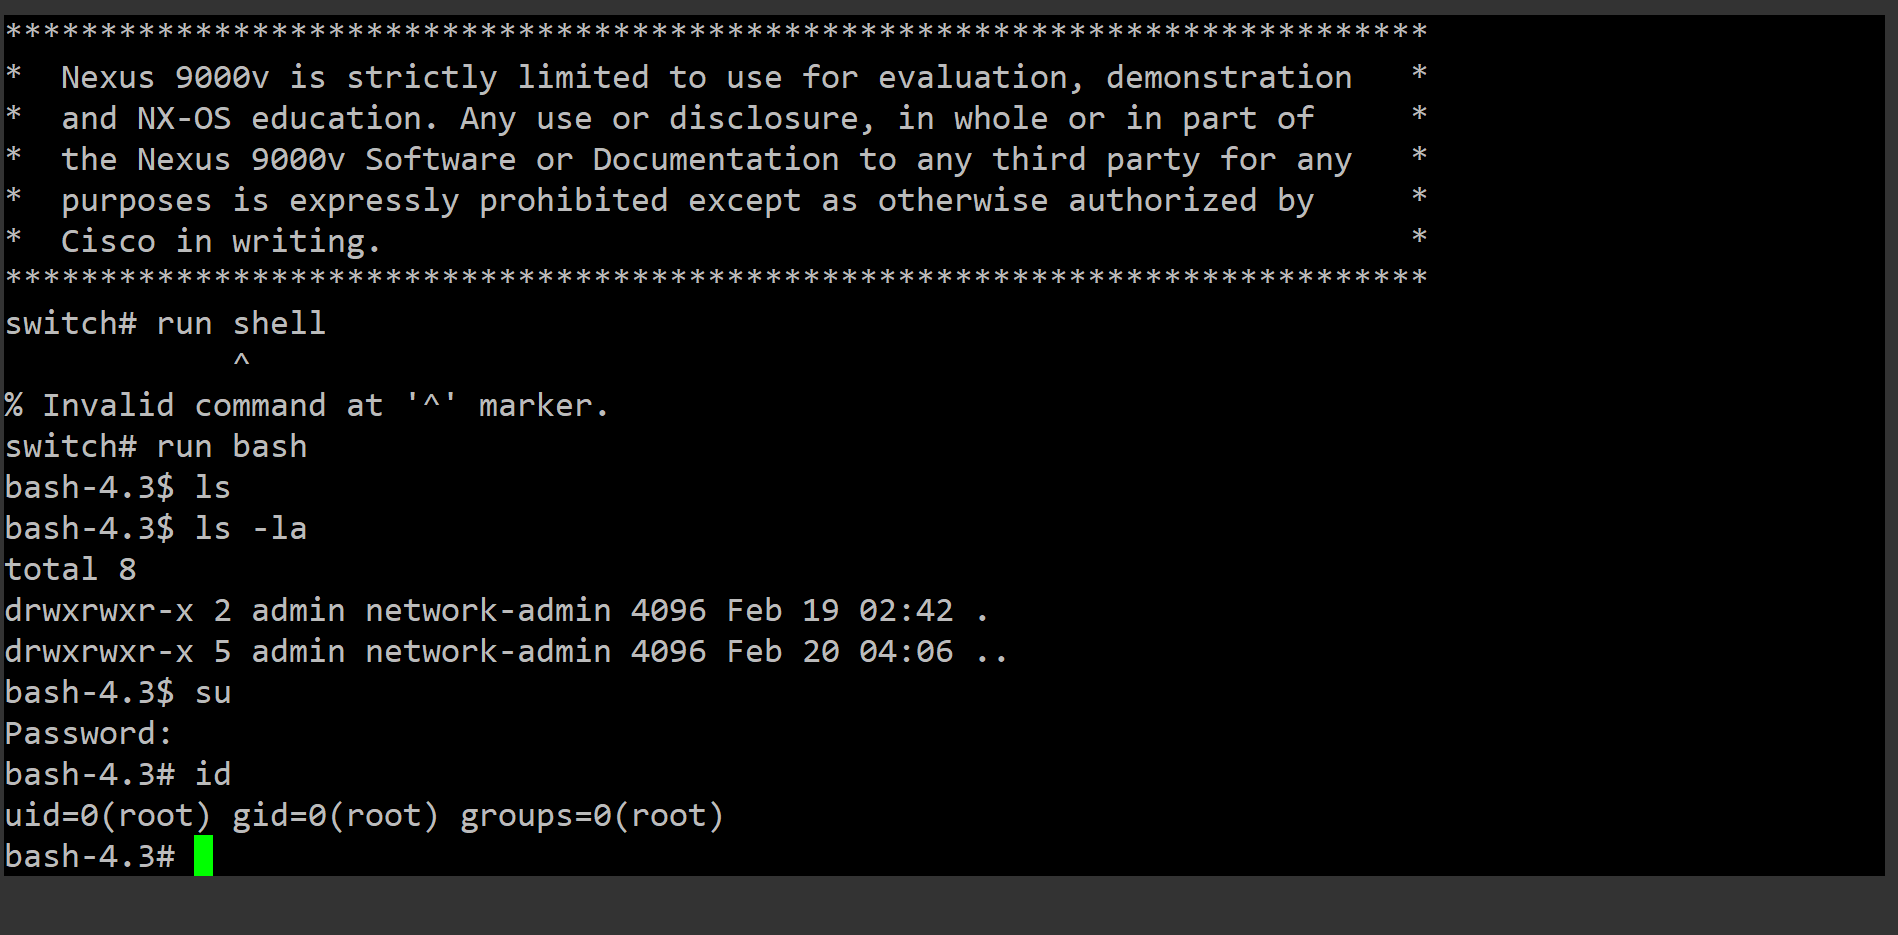 ***************************************************************************
*  Nexus 9000v is strictly limited to use for evaluation, demonstration   *
*  and NX-OS education. Any use or disclosure, in whole or in part of     *
*  the Nexus 9000v Software or Documentation to any third party for any   *
*  purposes is expressly prohibited except as otherwise authorized by     *
*  Cisco in writing.                                                      *
***************************************************************************
switch# run shell
            ^
% Invalid command at '^' marker.
switch# run bash
bash-4.3$ ls
bash-4.3$ ls -la
total 8
drwxrwxr-x 2 admin network-admin 4096 Feb 19 02:42 .
drwxrwxr-x 5 admin network-admin 4096 Feb 20 04:06 ..
bash-4.3$ su
Password:
bash-4.3# id
uid=0(root) gid=0(root) groups=0(root)
bash-4.3#